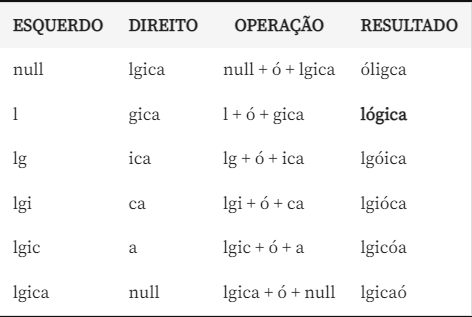 ESQUERDO DIREITO OPERAÇÃO RESULTADO
null lgica null + ó + lgica óligca
l gica l + ó + gica lógica
lg ica lg + ó + ica lgóica
lgi ca lgi + ó + ca lgióca
lgic a lgic + ó + a lgicóa
lgica null lgica + ó + null lgicaó